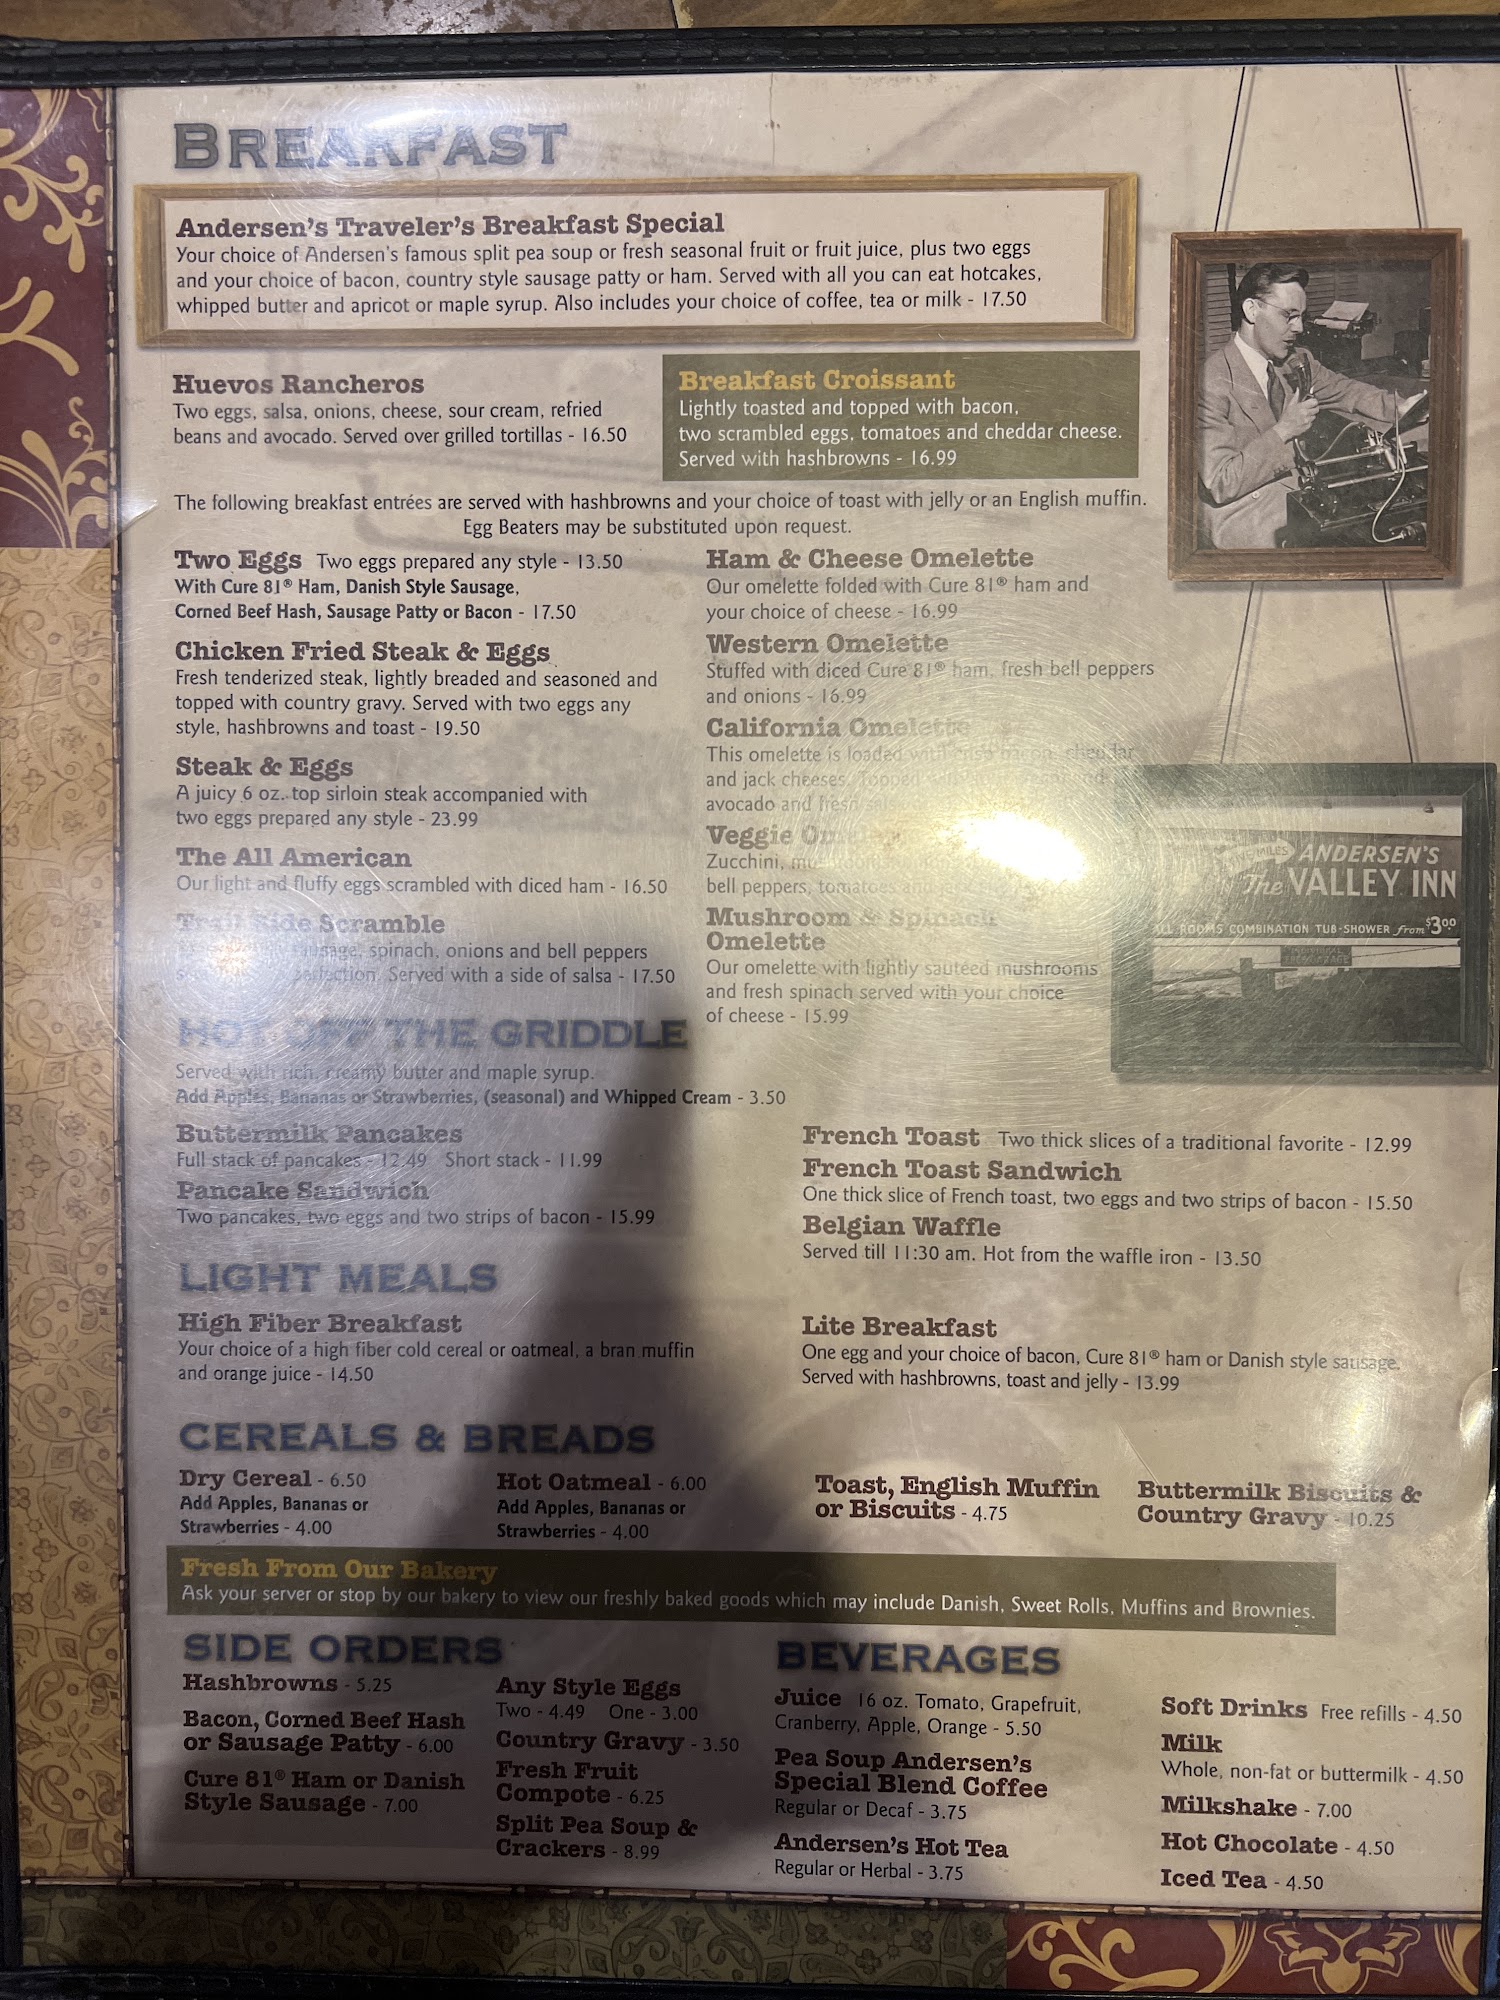 BREAKFAST
Andersen's Traveler's Breakfast Special
Your choice of Andersen's famous split pea soup or fresh seasonal fruit or fruit juice, plus two eggs
and your choice of bacon, country style sausage patty or ham. Served with all you can eat hotcakes,
whipped butter and apricot or maple syrup. Also includes your choice of coffee, tea or milk - 17.50
Huevos Rancheros
Two eggs, salsa, onions, cheese, sour cream, refried
beans and avocado. Served over grilled tortillas - 16.50
Breakfast Croissant
Lightly toasted and topped with bacon,
two scrambled eggs, tomatoes and cheddar cheese.
Served with hashbrowns - 16.99
The following breakfast entrées are served with hashbrowns and your choice of toast with jelly or an English muffin.
Egg Beaters may be substituted upon request.
Two Eggs Two eggs prepared any style - 13.50
With Cure 81® Ham, Danish Style Sausage,
Corned Beef Hash, Sausage Patty or Bacon - 17.50
Chicken Fried Steak & Eggs
Fresh tenderized steak, lightly breaded and seasoned and
topped with country gravy. Served with two eggs any
style, hashbrowns and toast - 19.50
Steak & Eggs
A juicy 6 oz. top sirloin steak accompanied with
two eggs prepared any style - 23.99
The All American
Our light and fluffy eggs scrambled with diced ham - 16.50
Trail Ride Scramble
sausage, spinach, onions and bell peppers
perfection. Served with a side of salsa - 17.50
Ham & Cheese Omelette
Our omelette folded with Cure 81® ham and
your choice of cheese - 16.99
Western Omelette
Stuffed with diced Cure 81® ham, fresh bell peppers
and onions - 16.99
California Omelette
This omelette is loaded with crisp bacon, cheddar
and jack cheeses. Topped
avocado and fresh salsa
Veggie Omelette
Zucchini, mushrooms
bell peppers, tomatoes and jack
Mushroom & Spinach
Omelette
Our omelette with lightly sautéed mushrooms
and fresh spinach served with your choice
of cheese - 15.99
MILES ANDERSEN'S
The VALLEY INN
ALL ROOMS COMBINATION TUB-SHOWER from $3.00
HOT OFF THE GRIDDLE
Served with rich, creamy butter and maple syrup.
Add Apples, Bananas or Strawberries, (seasonal) and Whipped Cream - 3.50
Buttermilk Pancakes
Full stack of pancakes - 12.49 Short stack - 11.99
Pancake Sandwich
Two pancakes, two eggs and two strips of bacon - 15.99
French Toast Two thick slices of a traditional favorite - 12.99
French Toast Sandwich
One thick slice of French toast, two eggs and two strips of bacon - 15.50
Belgian Waffle
Served till 11:30 am. Hot from the waffle iron - 13.50
LIGHT MEALS
High Fiber Breakfast
Your choice of a high fiber cold cereal or oatmeal, a bran muffin
and orange juice - 14.50
Lite Breakfast
One egg and your choice of bacon, Cure 81® ham or Danish style sausage.
Served with hashbrowns, toast and jelly - 13.99
CEREALS & BREADS
Dry Cereal - 6.50
Add Apples, Bananas or
Strawberries - 4.00
Hot Oatmeal - 6.00
Add Apples, Bananas or
Strawberries - 4.00
Toast, English Muffin
or Biscuits - 4.75
Buttermilk Biscuits &
Country Gravy - 10.25
Fresh From Our Bakery
Ask your server or stop by our bakery to view our freshly baked goods which may include Danish, Sweet Rolls, Muffins and Brownies.
SIDE ORDERS
Hashbrowns - 5.25
Bacon, Corned Beef Hash
or Sausage Patty - 6.00
Cure 81® Ham or Danish
Style Sausage - 7.00
Any Style Eggs
Two - 4.49 One - 3.00
Country Gravy - 3.50
Fresh Fruit
Compote - 6.25
Split Pea Soup &
Crackers - 8.99
BEVERAGES
Juice 16 oz. Tomato, Grapefruit,
Cranberry, Apple, Orange - 5.50
Pea Soup Andersen's
Special Blend Coffee
Regular or Decaf - 3.75
Andersen's Hot Tea
Regular or Herbal - 3.75
Soft Drinks Free refills - 4.50
Milk
Whole, non-fat or buttermilk - 4.50
Milkshake - 7.00
Hot Chocolate - 4.50
Iced Tea - 4.50